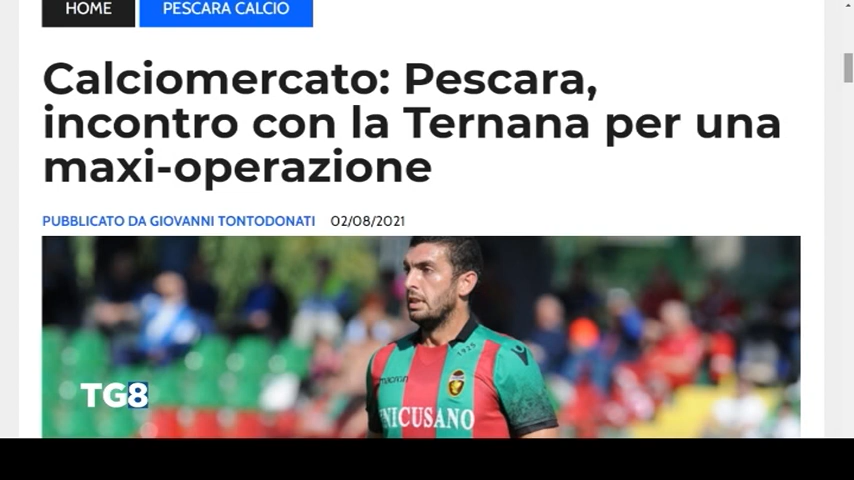 HOME PESCARA CALCIO
Calciomercato: Pescara,
incontro con la Ternana per una
maxi-operazione
PUBBLICATO DA GIOVANNI TONTODONATI 02/08/2021
1925
macron
NICUSANO
TG8